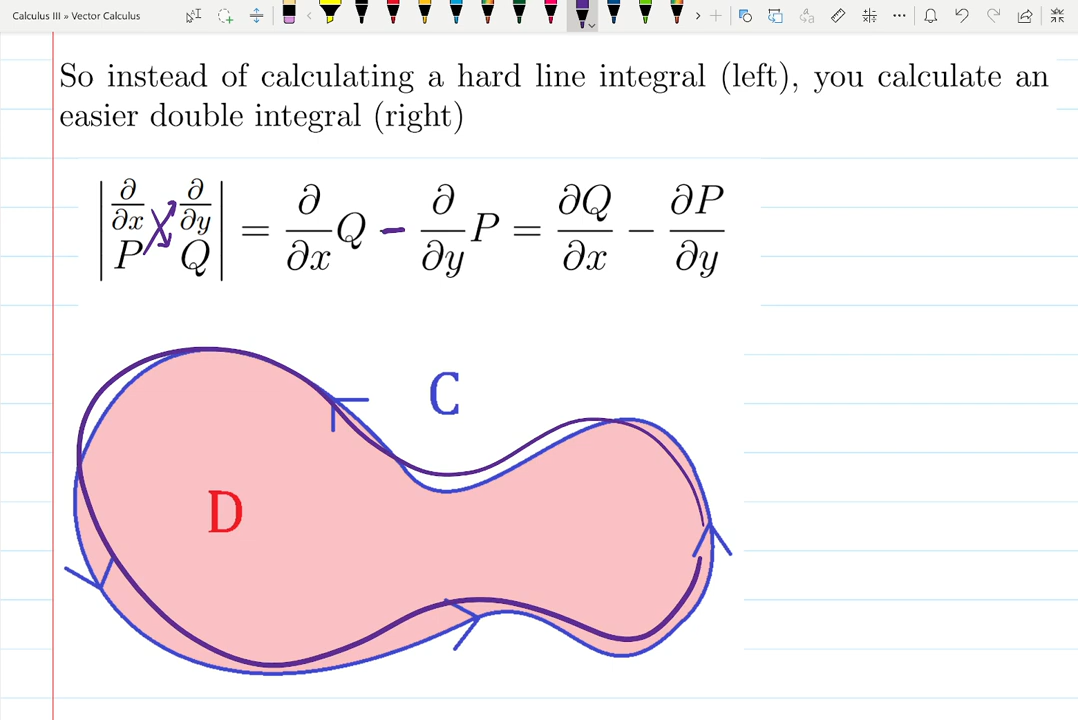 Calculus III » Vector Calculus
So instead of calculating a hard line integral (left), you calculate an
easier double integral (right)
| ∂/∂x ∂/∂y ; P Q | = ∂/∂x Q - ∂/∂y P = ∂Q/∂x − ∂P/∂y
C
D